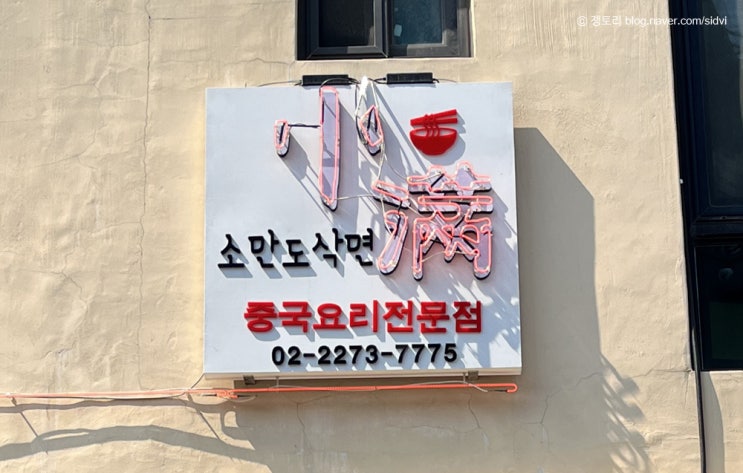 © 정토리 blog.naver.com/sidvi
小滿
소만도삭면
중국요리전문점
02-2273-7775